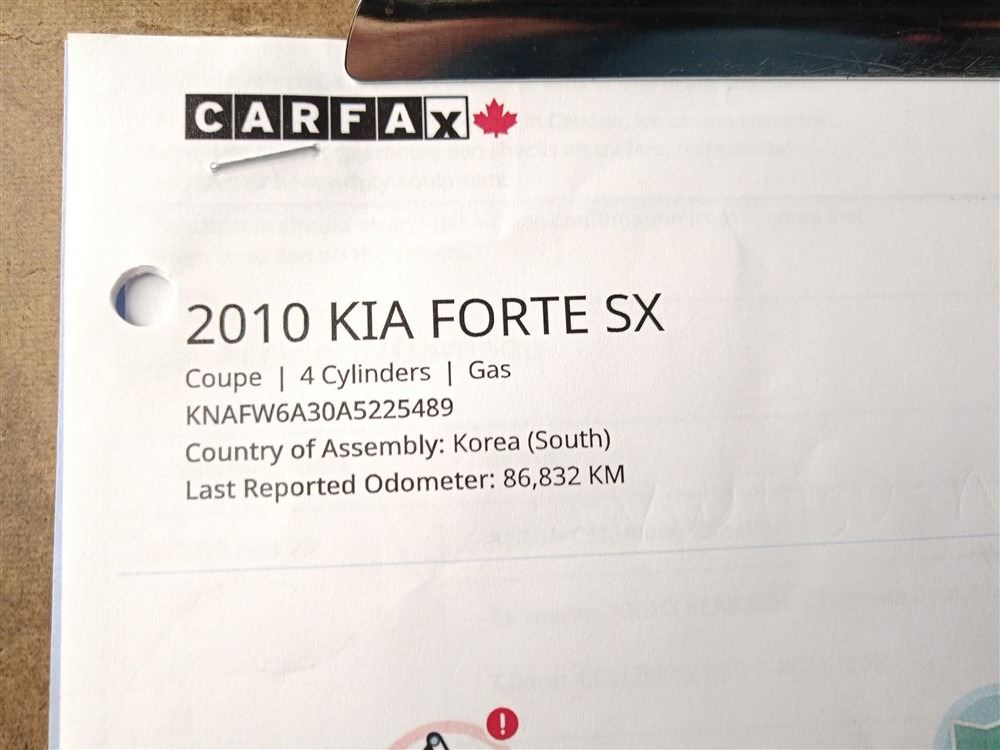 CARFAX
2010 KIA FORTE SX
Coupe | 4 Cylinders | Gas
KNAFW6A30A5225489
Country of Assembly: Korea (South)
Last Reported Odometer: 86,832 KM
!